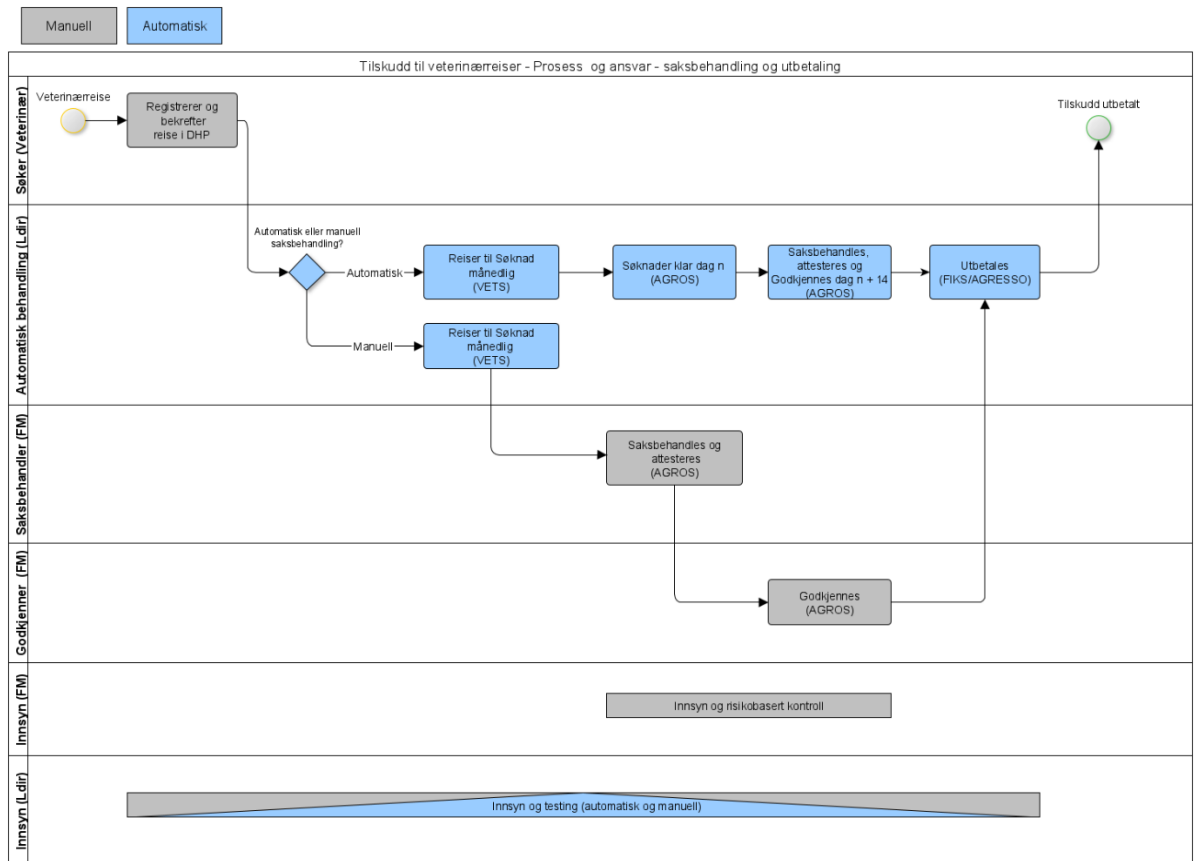 Manuell
Automatisk
Tilskudd til veterinærreiser - Prosess og ansvar - saksbehandling og utbetaling
Søker (Veterinær)
Veterinærreise
Registrerer og
bekrefter
reise i DHP
Tilskudd utbetalt
Automatisk behandling (Ldir)
Automatisk eller manuell
saksbehandling?
Automatisk
Reiser til Søknad
månedlig
(VETS)
Søknader klar dag n
(AGROS)
Saksbehandles,
attesteres og
Godkjennes dag n + 14
(AGROS)
Utbetales
(FIKS/AGRESSO)
Manuell
Reiser til Søknad
månedlig
(VETS)
Saksbehandler (FM)
Saksbehandles og
attesteres
(AGROS)
Godkjenner (FM)
Godkjennes
(AGROS)
Innsyn (FM)
Innsyn og risikobasert kontroll
Innsyn (Ldir)
Innsyn og testing (automatisk og manuell)